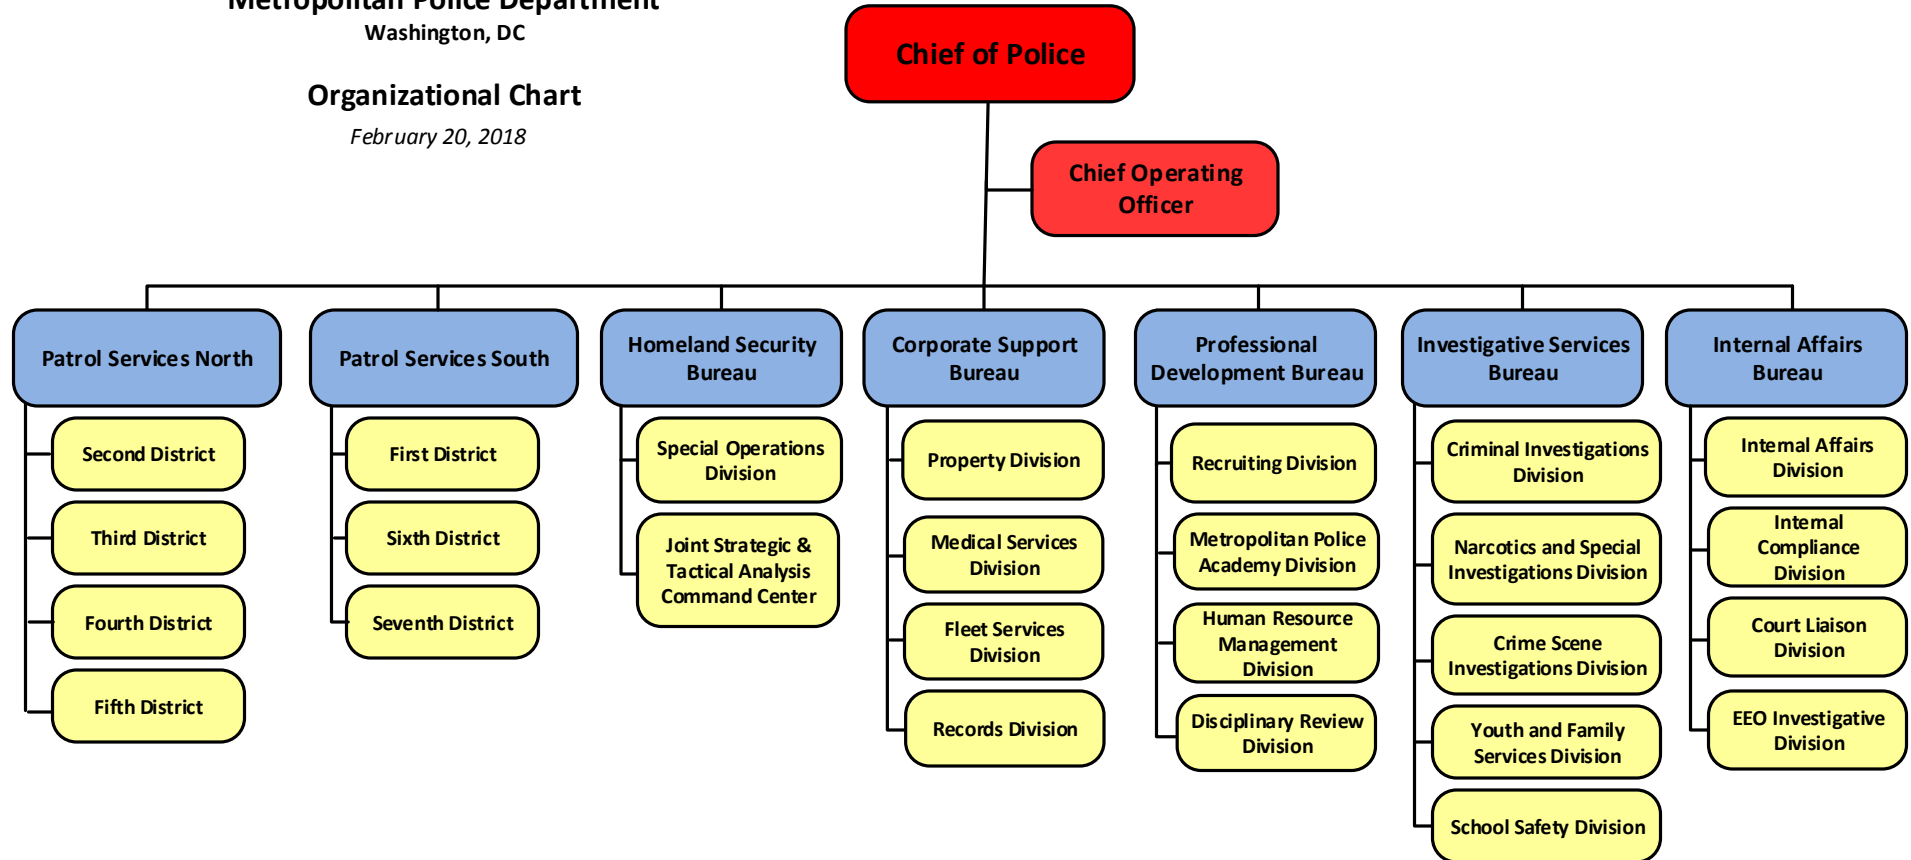 Metropolitan Police Department
Washington, DC
Organizational Chart
February 20, 2018
Chief of Police
Chief Operating
Officer
Patrol Services North
Second District
Third District
Fourth District
Fifth District
Patrol Services South
First District
Sixth District
Seventh District
Homeland Security
Bureau
Special Operations
Division
Joint Strategic &
Tactical Analysis
Command Center
Corporate Support
Bureau
Property Division
Medical Services
Division
Fleet Services
Division
Records Division
Professional
Development Bureau
Recruiting Division
Metropolitan Police
Academy Division
Human Resource
Management
Division
Disciplinary Review
Division
Investigative Services
Bureau
Criminal Investigations
Division
Narcotics and Special
Investigations Division
Crime Scene
Investigations Division
Youth and Family
Services Division
School Safety Division
Internal Affairs
Bureau
Internal Affairs
Division
Internal
Compliance
Division
Court Liaison
Division
EEO Investigative
Division